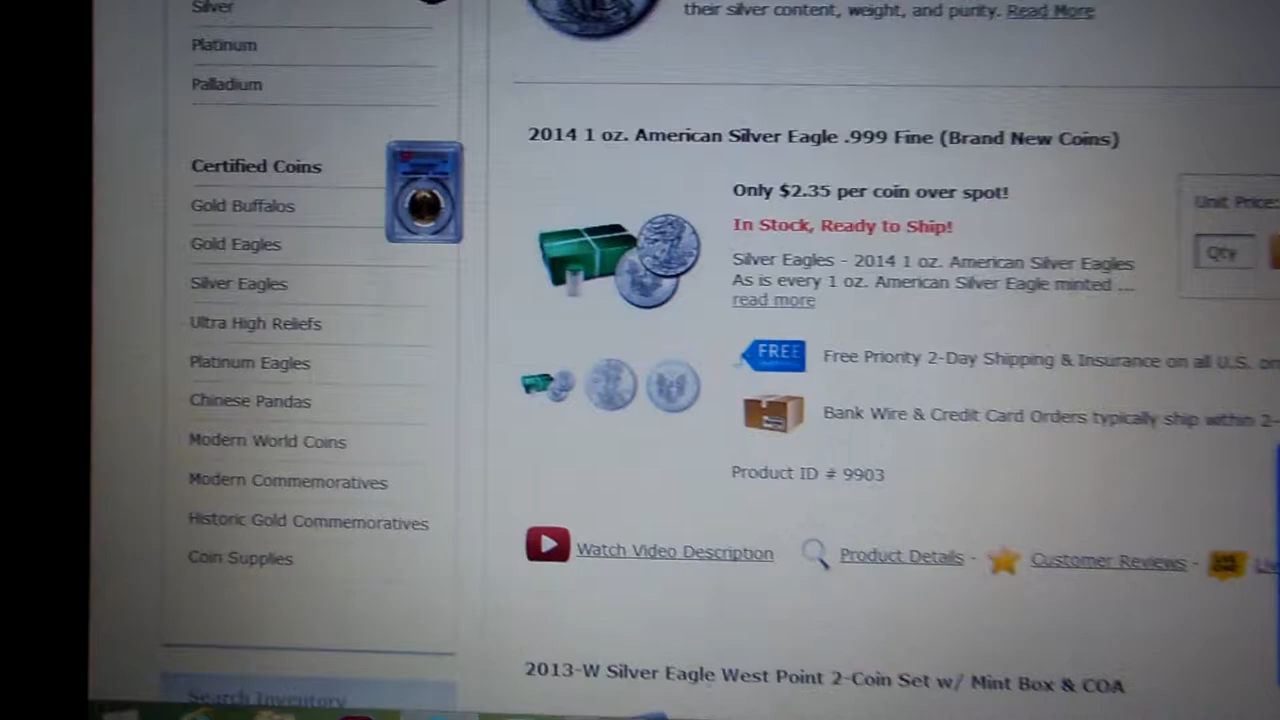 Silver
Platinum
Palladium
Certified Coins
Gold Buffalos
Gold Eagles
Silver Eagles
Ultra High Reliefs
Platinum Eagles
Chinese Pandas
Modern World Coins
Modern Commemoratives
Historic Gold Commemoratives
Coin Supplies
Search Inventory
their silver content, weight, and purity. Read More
2014 1 oz. American Silver Eagle .999 Fine (Brand New Coins)
Only $2.35 per coin over spot!
In Stock, Ready to Ship!
Silver Eagles - 2014 1 oz. American Silver Eagles
As is every 1 oz. American Silver Eagle minted ...
read more
Unit Price:
Qty
FREE Free Priority 2-Day Shipping & Insurance on all U.S. 
Bank Wire & Credit Card Orders typically ship within 2-
Product ID # 9903
Watch Video Description Product Details - Customer Reviews -
2013-W Silver Eagle West Point 2-Coin Set w/ Mint Box & COA